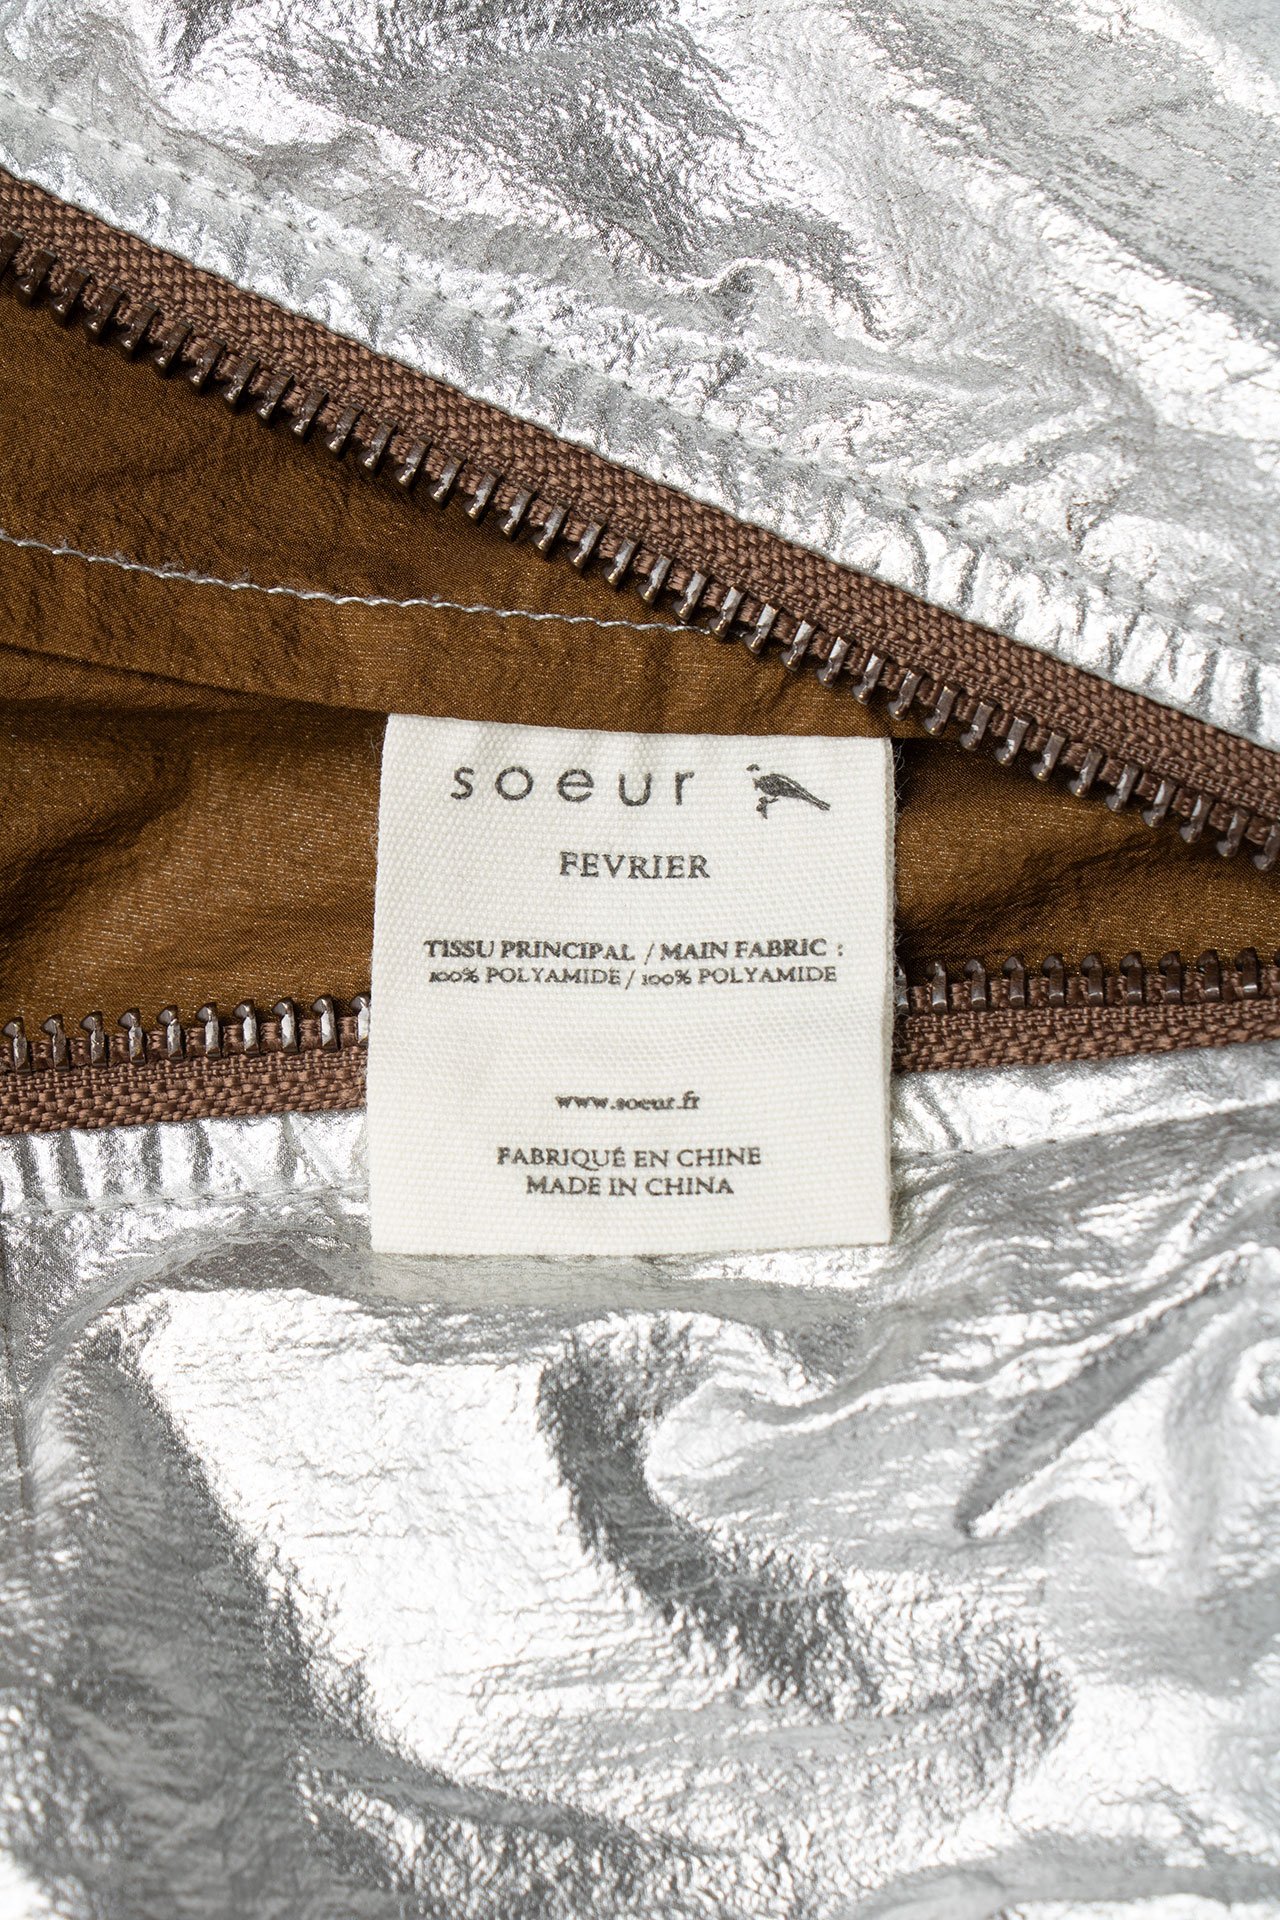 soeur
FEVRIER
TISSU PRINCIPAL / MAIN FABRIC :
100% POLYAMIDE / 100% POLYAMIDE
www.soeur.fr
FABRIQUÉ EN CHINE
MADE IN CHINA